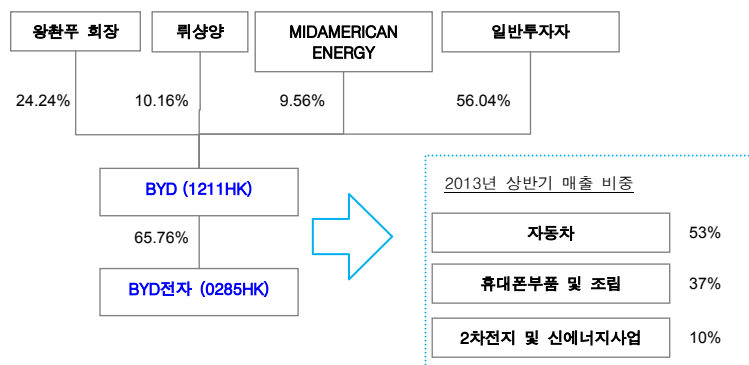 왕촨푸 회장
뤼샹양
MIDAMERICAN
ENERGY
일반투자자
24.24%
10.16%
9.56%
56.04%
BYD (1211HK)
65.76%
BYD전자 (0285HK)
2013년 상반기 매출 비중
자동차
53%
휴대폰부품 및 조립
37%
2차전지 및 신에너지사업
10%